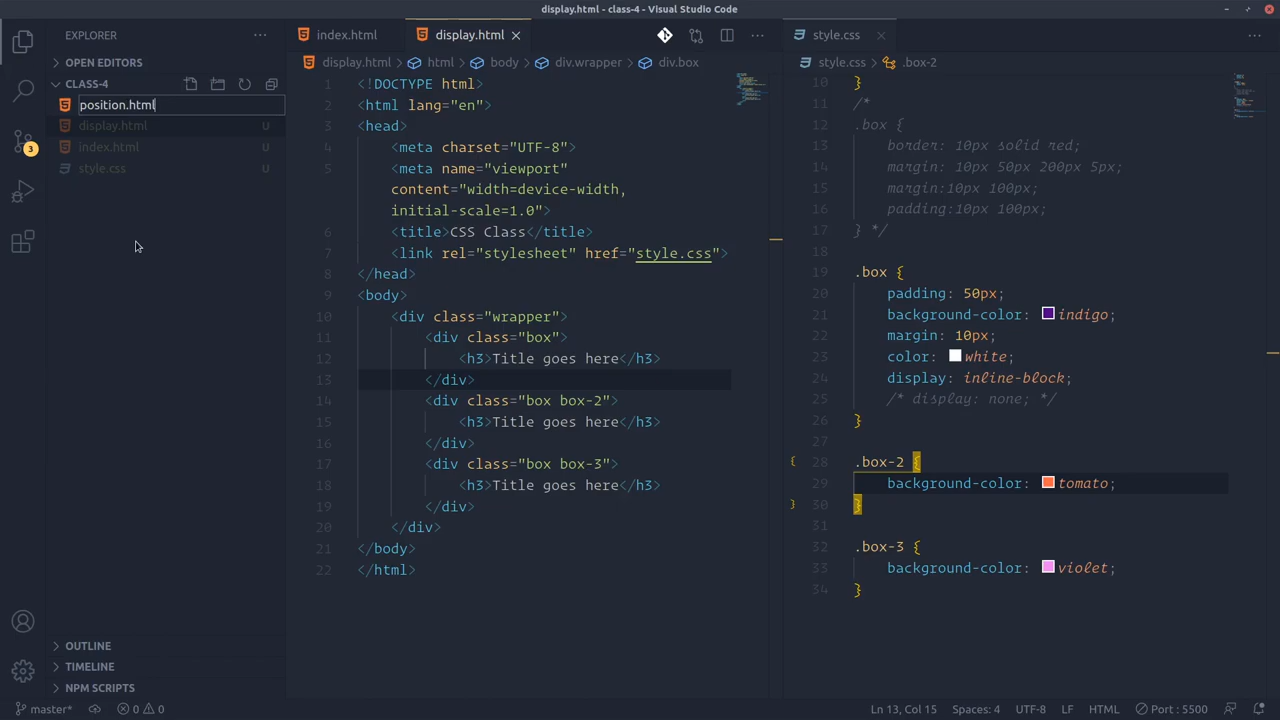 display.html - class-4 - Visual Studio Code
EXPLORER
OPEN EDITORS
CLASS-4
position.html
display.html U
index.html U
style.css U
3
OUTLINE
TIMELINE
NPM SCRIPTS
index.html
display.html
display.html > html > body > div.wrapper > div.box
1 <!DOCTYPE html>
2 <html lang="en">
3 <head>
4 <meta charset="UTF-8">
5 <meta name="viewport"
content="width=device-width,
initial-scale=1.0">
6 <title>CSS Class</title>
7 <link rel="stylesheet" href="style.css">
8 </head>
9 <body>
10 <div class="wrapper">
11 <div class="box">
12 <h3>Title goes here</h3>
13 </div>
14 <div class="box box-2">
15 <h3>Title goes here</h3>
16 </div>
17 <div class="box box-3">
18 <h3>Title goes here</h3>
19 </div>
20 </div>
21 </body>
22 </html>
style.css
style.css > .box-2
10 }
11 /*
12 .box {
13 border: 10px solid red;
14 margin: 10px 50px 200px 5px;
15 margin:10px 100px;
16 padding:10px 100px;
17 } */
18
19 .box {
20 padding: 50px;
21 background-color: indigo;
22 margin: 10px;
23 color: white;
24 display: inline-block;
25 /* display: none; */
26 }
27
28 .box-2 {
29 background-color: tomato;
30 }
31
32 .box-3 {
33 background-color: violet;
34 }
master* 0 0 Ln 13, Col 15 Spaces: 4 UTF-8 LF HTML Port : 5500